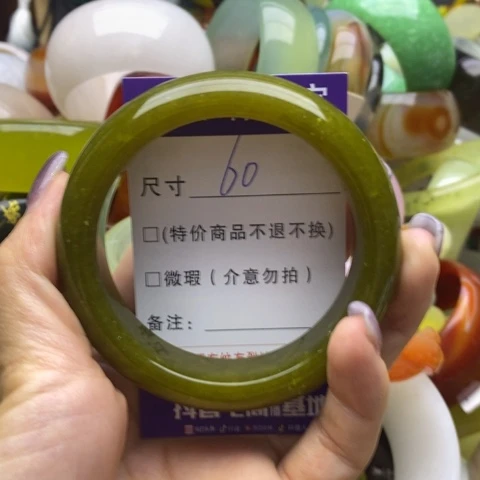 尺寸 60
□(特价商品不退不换)
□微瑕(介意勿拍)
备注: